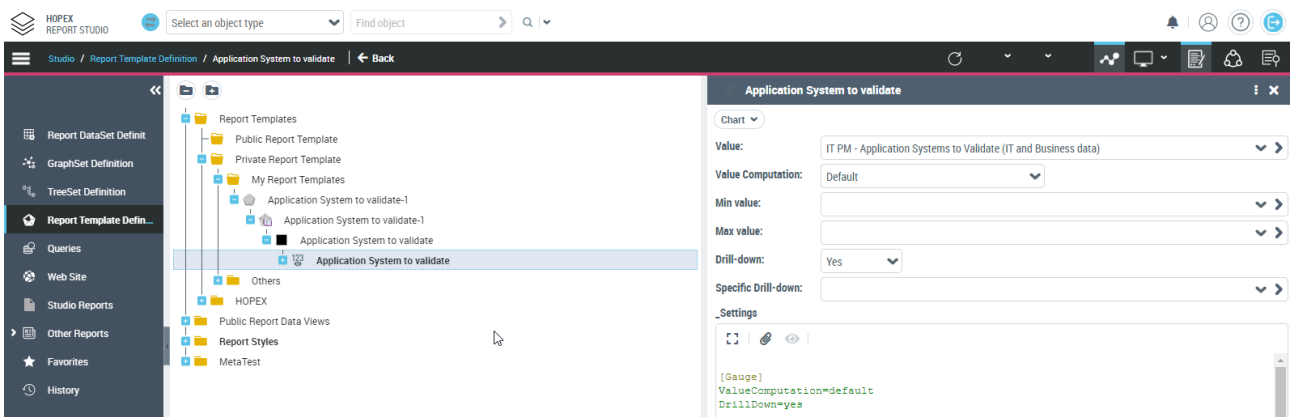 HOPEX
REPORT STUDIO
Select an object type
Find object
Studio / Report Template Definition / Application System to validate
Back
Report DataSet Definit
GraphSet Definition
TreeSet Definition
Report Template Defin...
Queries
Web Site
Studio Reports
Other Reports
Favorites
History
Report Templates
Public Report Template
Private Report Template
My Report Templates
Application System to validate-1
Application System to validate-1
Application System to validate
123 Application System to validate
Others
HOPEX
Public Report Data Views
Report Styles
MetaTest
Application System to validate
Chart
Value: IT PM - Application Systems to Validate (IT and Business data)
Value Computation: Default
Min value:
Max value:
Drill-down: Yes
Specific Drill-down:
_Settings
[Gauge]
ValueComputation=default
DrillDown=yes